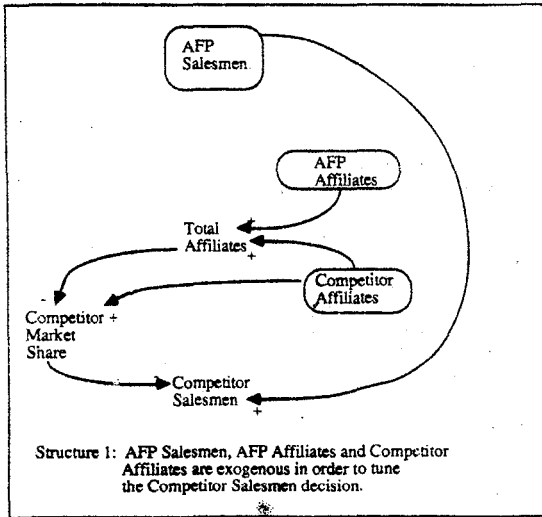 AFP
Salesmen
AFP
Affiliates
+
Total
Affiliates
+
Competitor
Affiliates
-
Competitor +
Market
Share
Competitor
Salesmen
+
Structure 1: AFP Salesmen, AFP Affiliates and Competitor
Affiliates are exogenous in order to tune
the Competitor Salesmen decision.